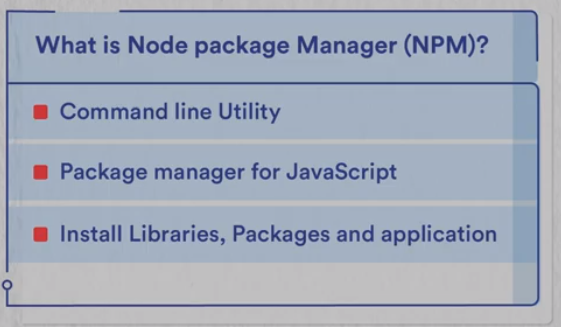 What is Node package Manager (NPM)?
Command line Utility
Package manager for JavaScript
Install Libraries, Packages and application